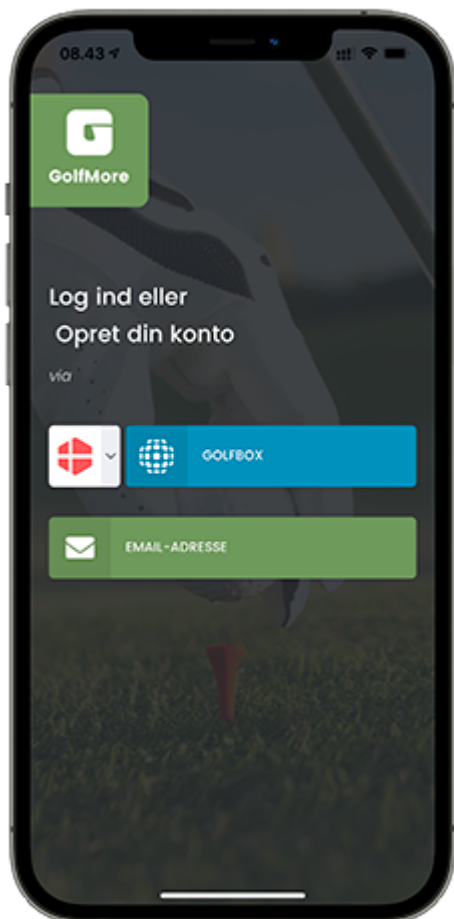 08.43
GolfMore
Log ind eller
Opret din konto
via
GOLFBOX
EMAIL-ADRESSE